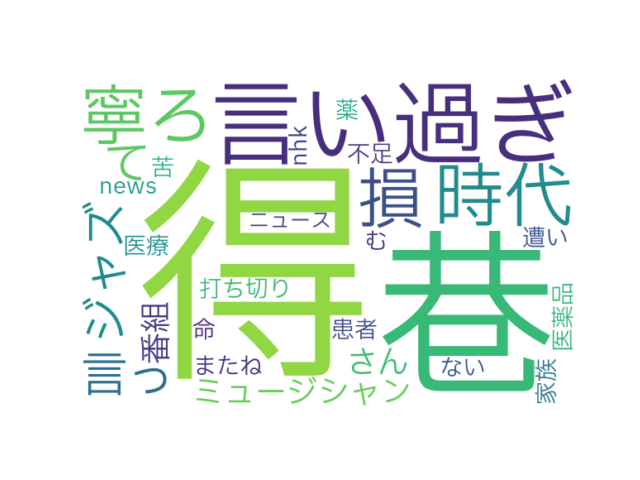 寧ろ
言い過ぎ
薬
nhk
不足
て
苦
news
得
損
時代
ニュース
む
遭い
医療
ジャズ
巷
打ち切り
命
患者
医薬品
番組
またね
さん
ない
家族
ミュージシャン